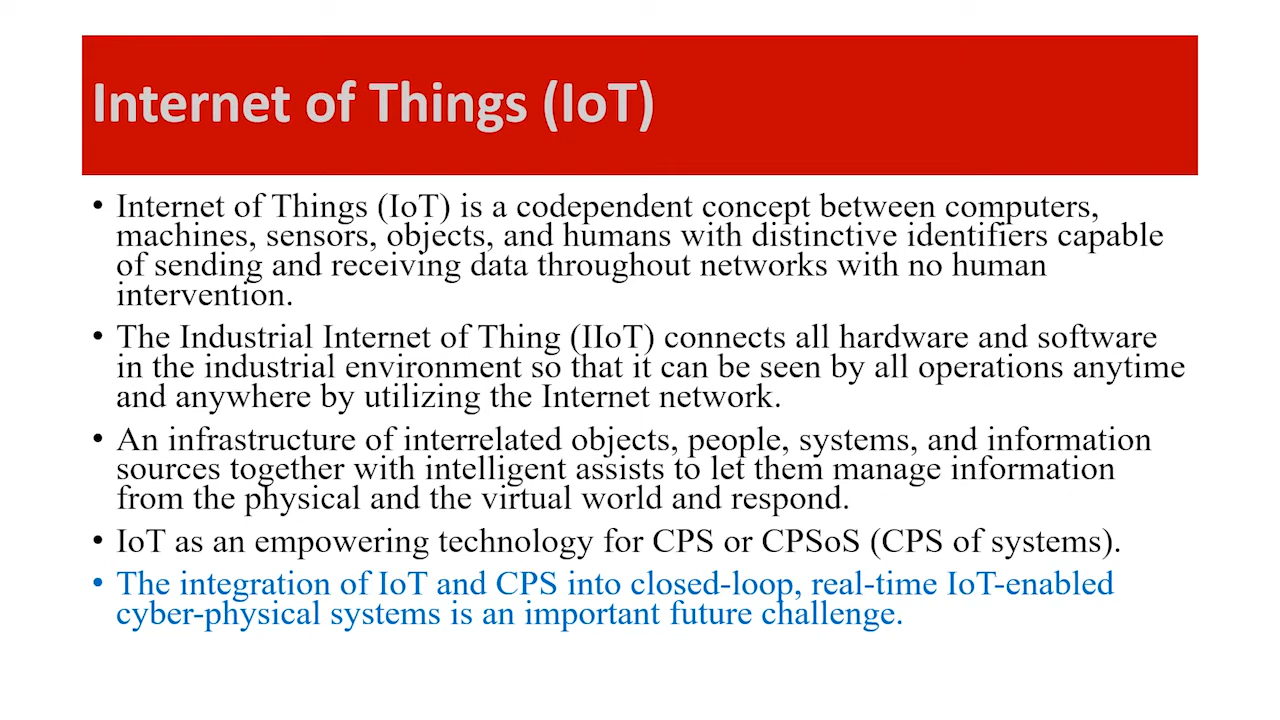 Internet of Things (IoT)
• Internet of Things (IoT) is a codependent concept between computers,
machines, sensors, objects, and humans with distinctive identifiers capable
of sending and receiving data throughout networks with no human
intervention.
• The Industrial Internet of Thing (IIoT) connects all hardware and software
in the industrial environment so that it can be seen by all operations anytime
and anywhere by utilizing the Internet network.
• An infrastructure of interrelated objects, people, systems, and information
sources together with intelligent assists to let them manage information
from the physical and the virtual world and respond.
• IoT as an empowering technology for CPS or CPSoS (CPS of systems).
• The integration of IoT and CPS into closed-loop, real-time IoT-enabled
cyber-physical systems is an important future challenge.